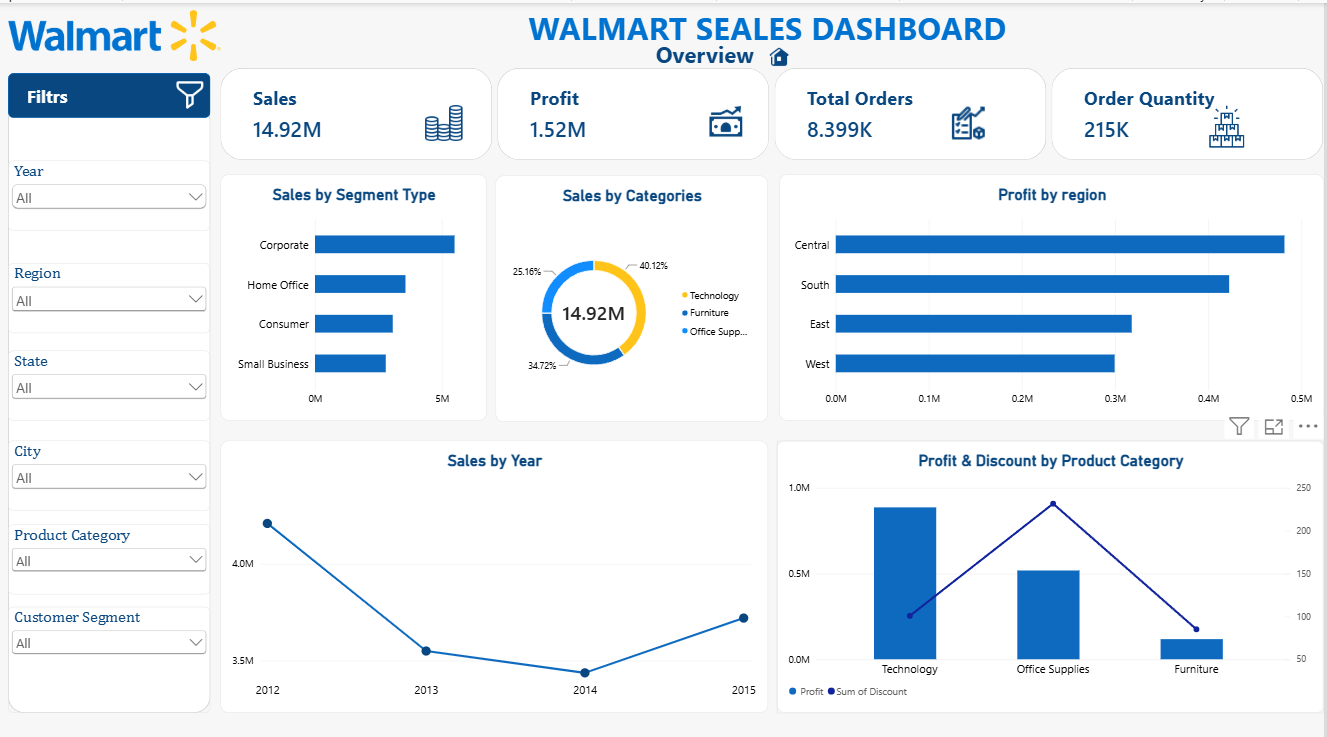 Walmart
WALMART SEALES DASHBOARD
Overview
Filtrs
Year
All
Region
All
State
All
City
All
Product Category
All
Customer Segment
All
Sales
14.92M
Profit
1.52M
Total Orders
8.399K
Order Quantity
215K
Sales by Segment Type
Corporate
Home Office
Consumer
Small Business
0M 5M
Sales by Categories
25.16%
40.12%
14.92M
34.72%
Technology
Furniture
Office Supp...
Profit by region
Central
South
East
West
0.0M 0.1M 0.2M 0.3M 0.4M 0.5M
Sales by Year
4.0M
3.5M
2012 2013 2014 2015
Profit & Discount by Product Category
1.0M
0.5M
0.0M
250
200
150
100
50
Technology Office Supplies Furniture
Profit Sum of Discount